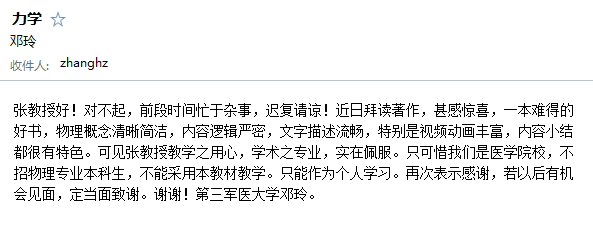 力学
邓玲
收件人: zhanghz
张教授好！对不起，前段时间忙于杂事，迟复请谅！近日拜读著作，甚感惊喜，一本难得的
好书，物理概念清晰简洁，内容逻辑严密，文字描述流畅，特别是视频动画丰富，内容小结
都很有特色。可见张教授教学之用心，学术之专业，实在佩服。只可惜我们是医学院校，不
招物理专业本科生，不能采用本教材教学。只能作为个人学习。再次表示感谢，若以后有机
会见面，定当面致谢。谢谢！第三军医大学邓玲。